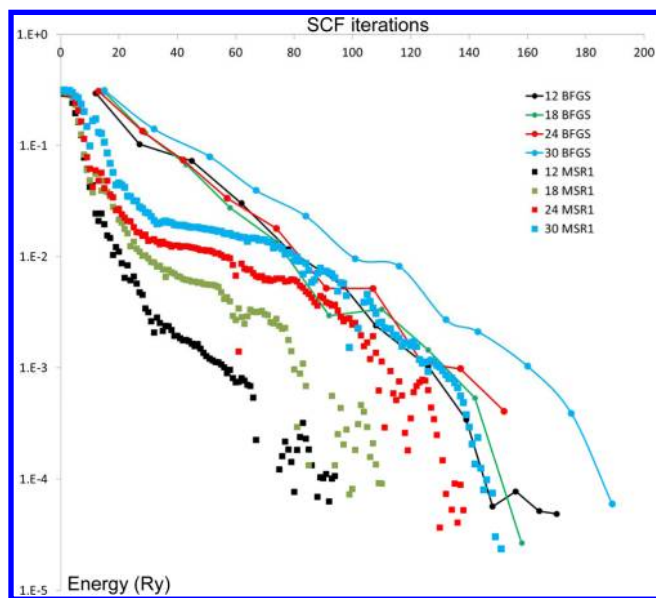 SCF iterations
1.E+0
0 20 40 60 80 100 120 140 160 180 200
12 BFGS
18 BFGS
24 BFGS
30 BFGS
12 MSR1
18 MSR1
24 MSR1
30 MSR1
1.E-1
1.E-2
1.E-3
1.E-4
1.E-5
Energy (Ry)